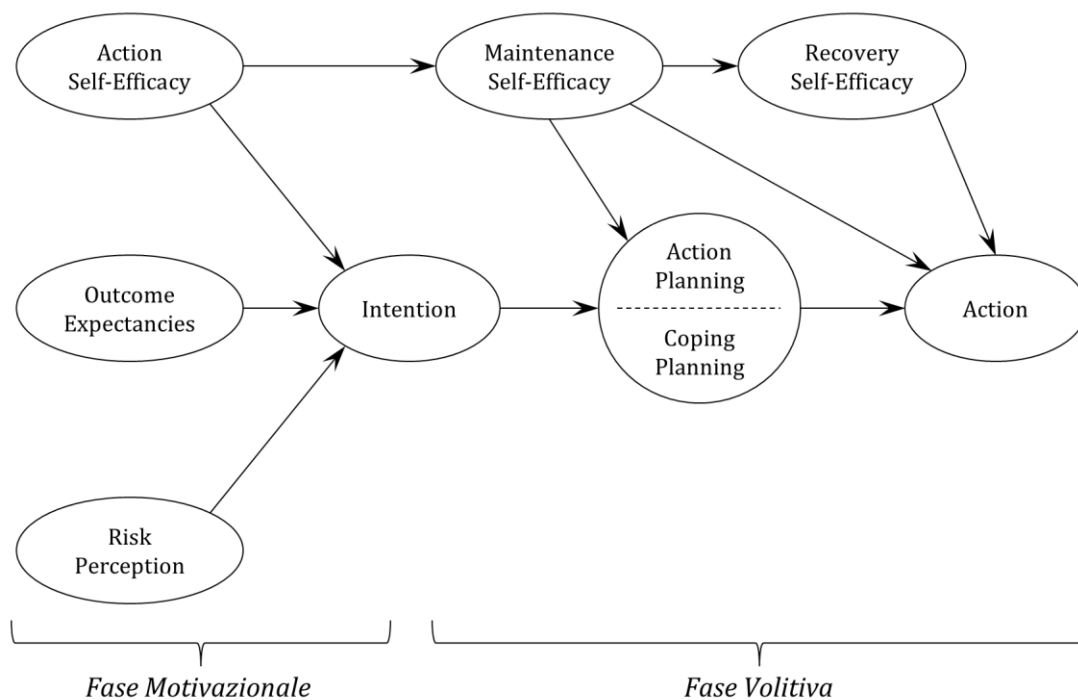 Action
Self-Efficacy
Maintenance
Self-Efficacy
Recovery
Self-Efficacy
Outcome
Expectancies
Intention
Action
Planning
Coping
Planning
Action
Risk
Perception
Fase Motivazionale
Fase Volitiva